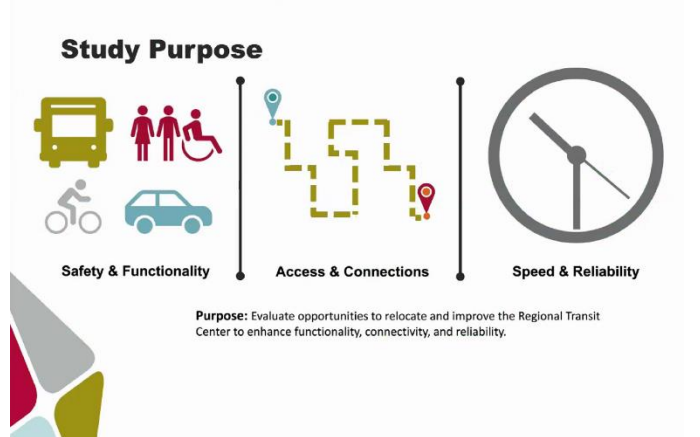 Study Purpose
Safety & Functionality
Access & Connections
Speed & Reliability
Purpose: Evaluate opportunities to relocate and improve the Regional Transit
Center to enhance functionality, connectivity, and reliability.